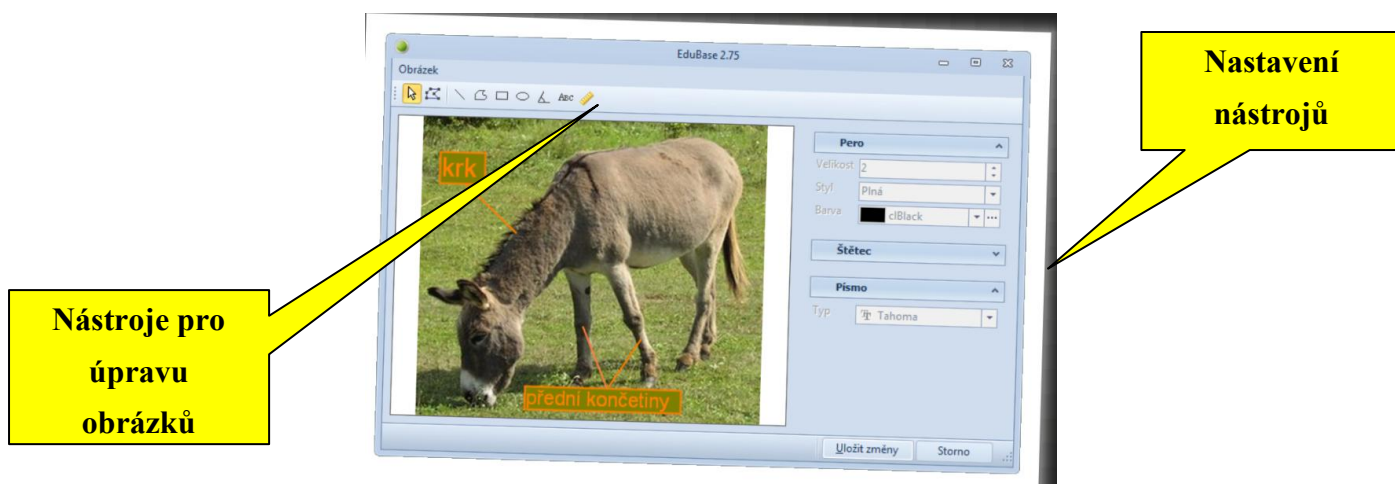 EduBase 2.75
Obrázek
ABC
krk
přední končetiny
Pero
Velikost 2
Styl Plná
Barva clBlack
Štětec
Písmo
Typ Tahoma
Uložit změny Storno
Nástroje pro
úpravu
obrázků
Nastavení
nástrojů